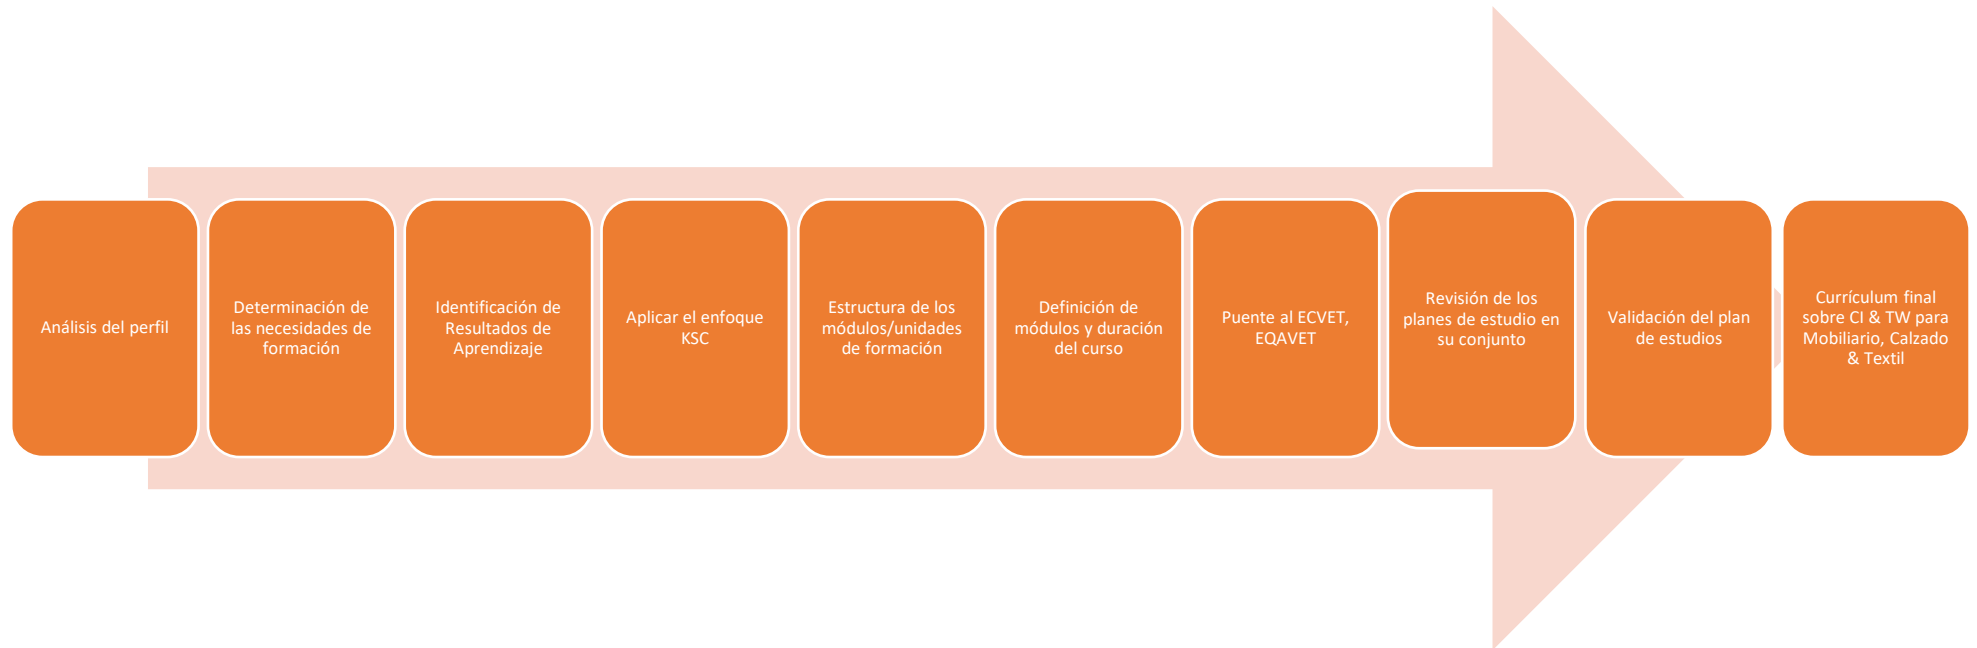 Análisis del perfil
Determinación de
las necesidades de
formación
Identificación de
Resultados de
Aprendizaje
Aplicar el enfoque
KSC
Estructura de los
módulos/unidades
de formación
Definición de
módulos y duración
del curso
Puente al ECVET,
EQAVET
Revisión de los
planes de estudio en
su conjunto
Validación del plan
de estudios
Currículum final
sobre CI & TW para
Mobiliario, Calzado
& Textil